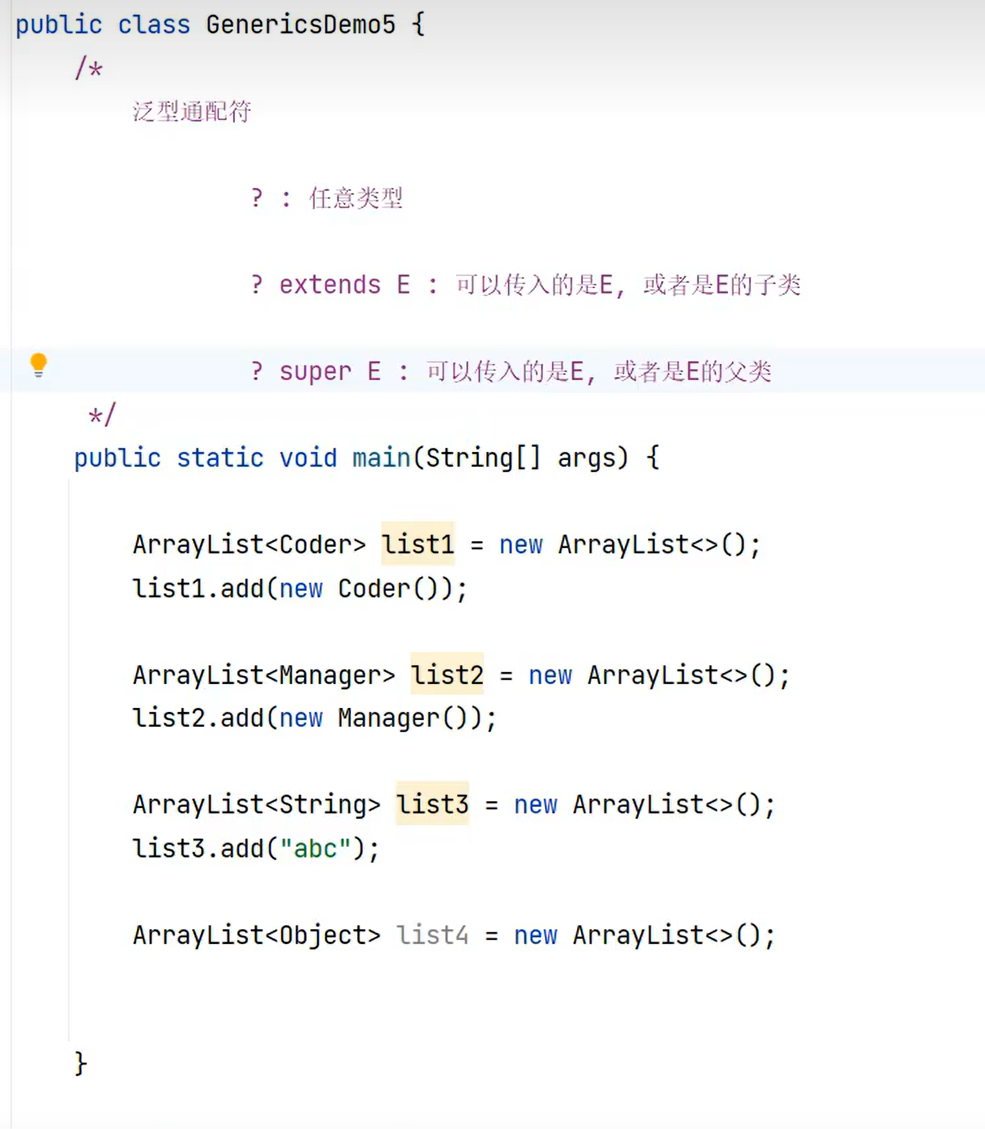 public class GenericsDemo5 {
/*
泛型通配符
? : 任意类型
? extends E : 可以传入的是E, 或者是E的子类
? super E : 可以传入的是E, 或者是E的父类
*/
public static void main(String[] args) {
ArrayList<Coder> list1 = new ArrayList<>();
list1.add(new Coder());
ArrayList<Manager> list2 = new ArrayList<>();
list2.add(new Manager());
ArrayList<String> list3 = new ArrayList<>();
list3.add("abc");
ArrayList<Object> list4 = new ArrayList<>();
}